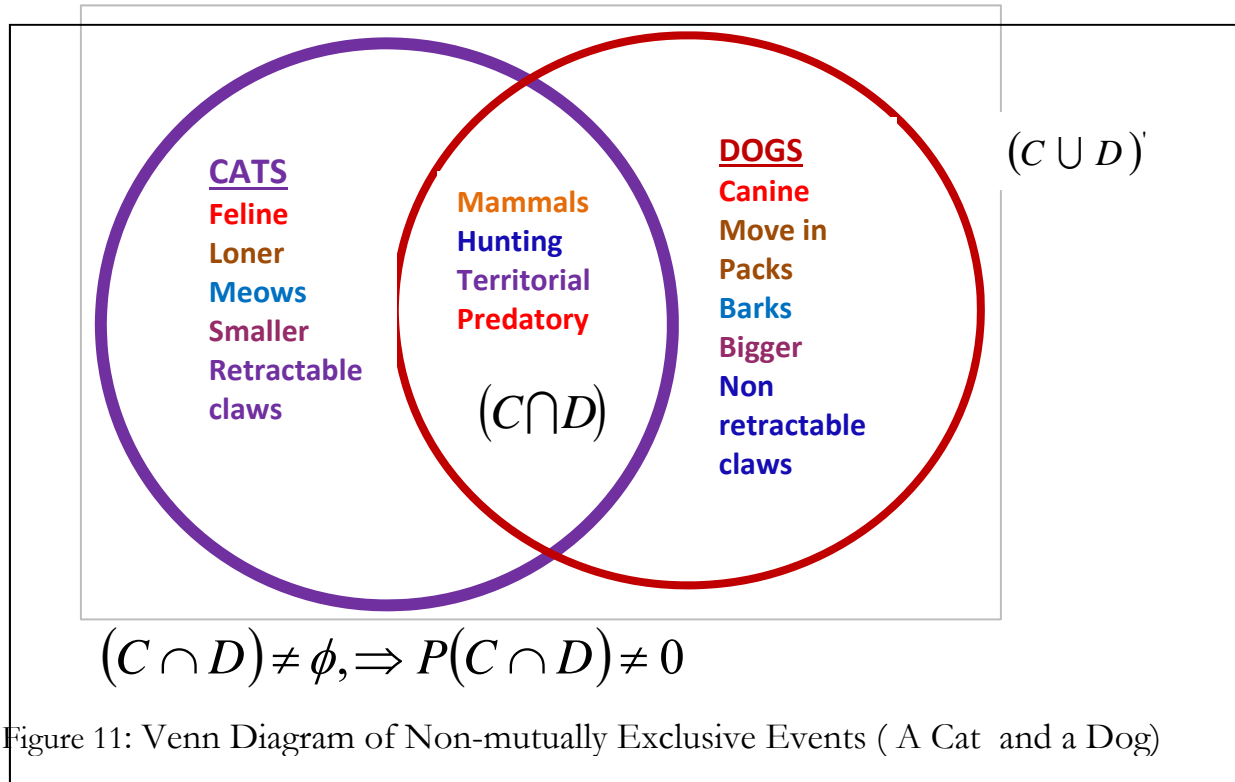 CATS
Feline
Loner
Meows
Smaller
Retractable
claws
Mammals
Hunting
Territorial
Predatory
(C⋂D)
DOGS
Canine
Move in
Packs
Barks
Bigger
Non
retractable
claws
(C ∪ D)'
(C ∩ D) ≠ ϕ, ⇒ P(C ∩ D) ≠ 0
Figure 11: Venn Diagram of Non-mutually Exclusive Events ( A Cat and a Dog)